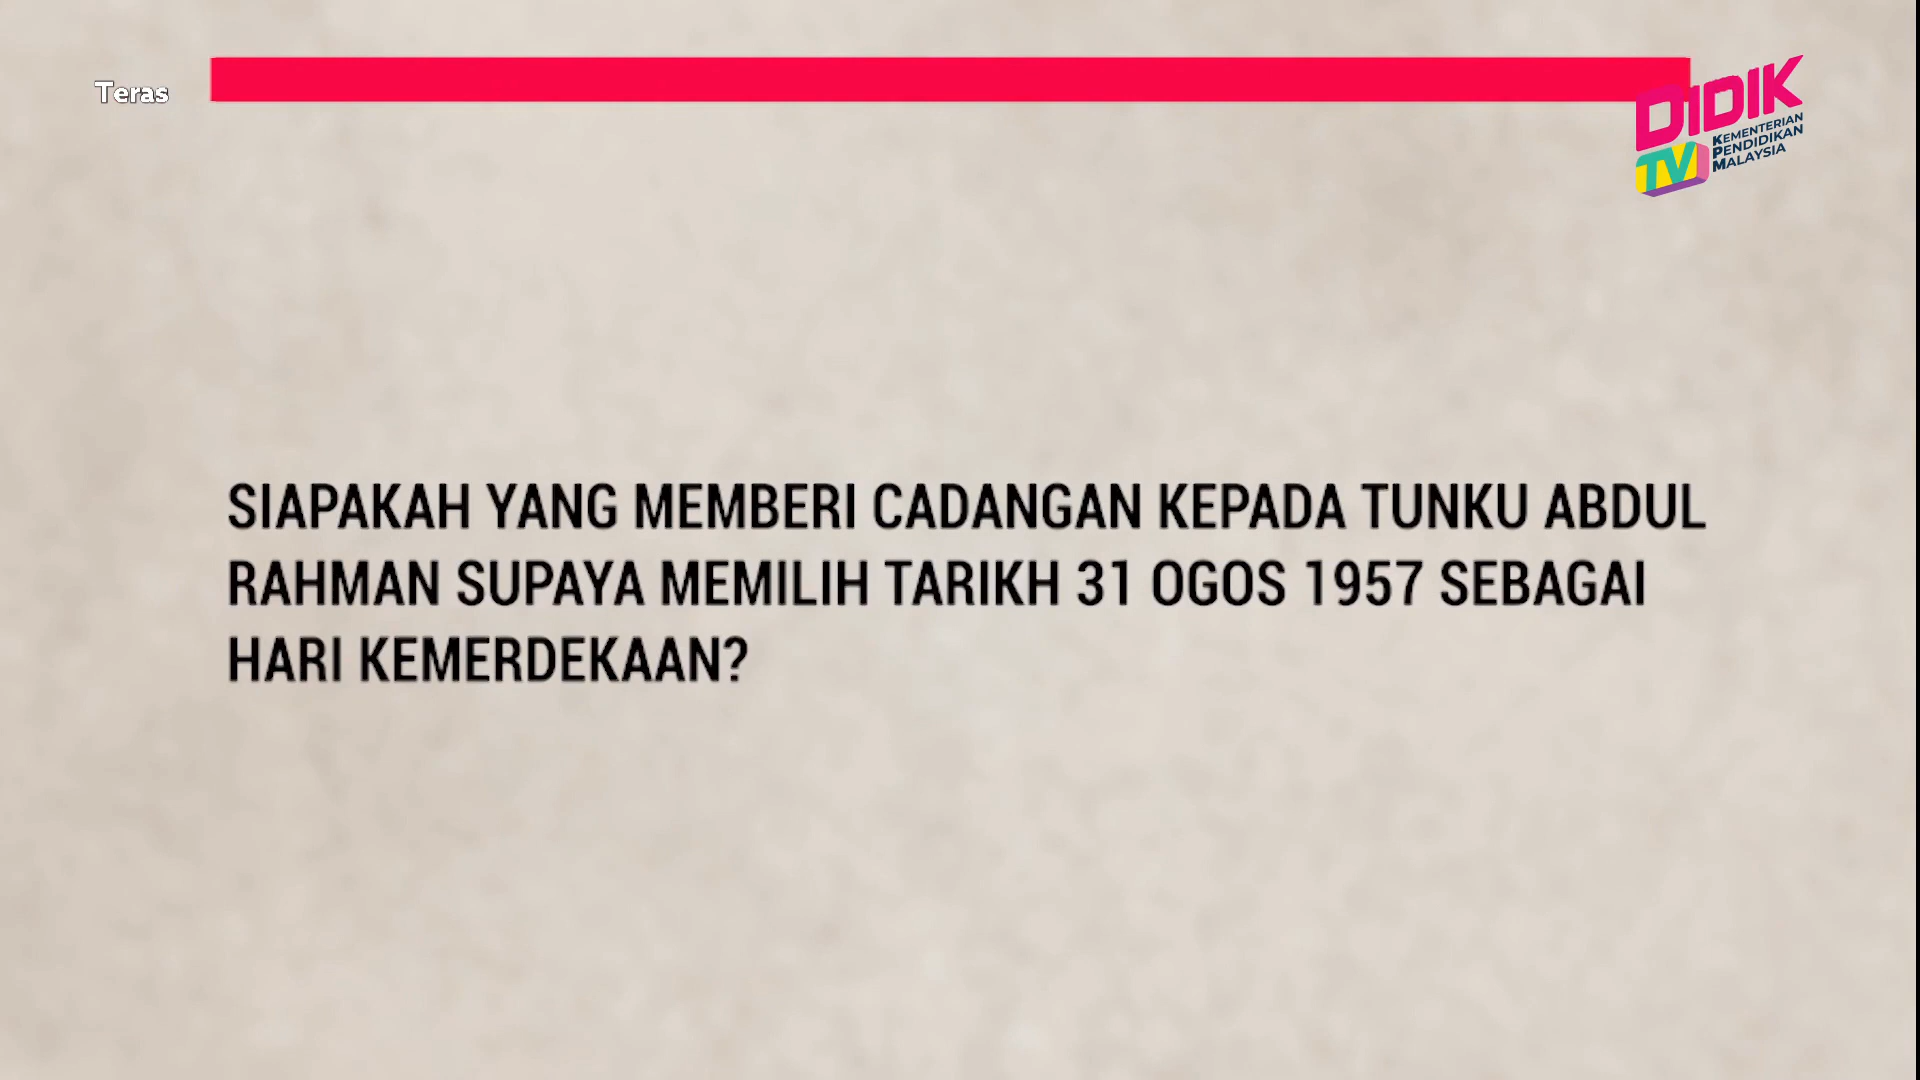 Teras
DIDIK
TV
KEMENTERIAN
PENDIDIKAN
MALAYSIA
SIAPAKAH YANG MEMBERI CADANGAN KEPADA TUNKU ABDUL
RAHMAN SUPAYA MEMILIH TARIKH 31 OGOS 1957 SEBAGAI
HARI KEMERDEKAAN?